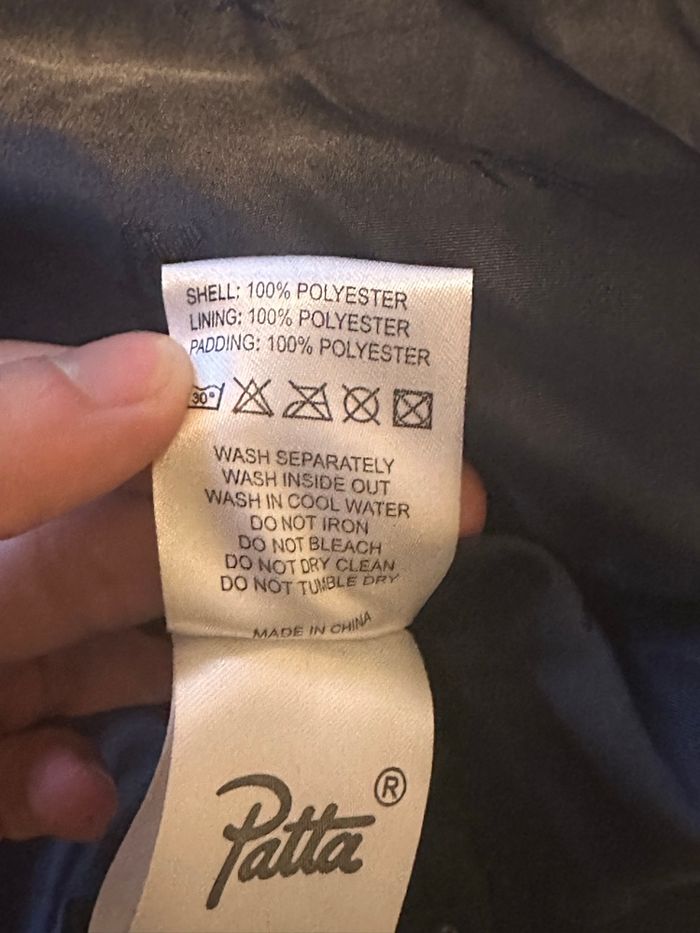 SHELL: 100% POLYESTER
LINING: 100% POLYESTER
PADDING: 100% POLYESTER
30°
WASH SEPARATELY
WASH INSIDE OUT
WASH IN COOL WATER
DO NOT IRON
DO NOT BLEACH
DO NOT DRY CLEAN
DO NOT TUMBLE DRY
MADE IN CHINA
Patta®